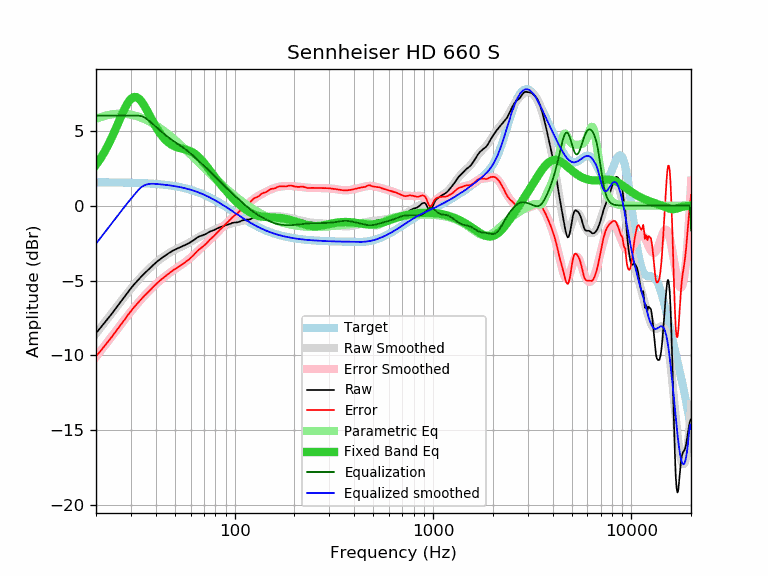 Sennheiser HD 660 S
Amplitude (dBr)
5
0
−5
−10
−15
−20
Target
Raw Smoothed
Error Smoothed
Raw
Error
Parametric Eq
Fixed Band Eq
Equalization
Equalized smoothed
100
1000
10000
Frequency (Hz)